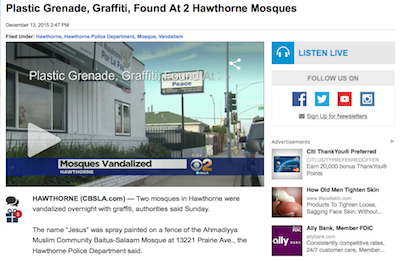 Plastic Grenade, Graffiti, Found At 2 Hawthorne Mosques
December 13, 2015 2:47 PM
Filed Under: Hawthorne, Hawthorne Police Department, Mosque, Vandalism
Plastic Grenade, Graffiti, Found At 2
Peace
Mosques Vandalized
HAWTHORNE
2
HAWTHORNE (CBSLA.com) — Two mosques in Hawthorne were
vandalized overnight with graffiti, authorities said Sunday.
The name "Jesus" was spray painted on a fence of the Ahmadiyya
Muslim Community Baitus-Salaam Mosque at 13221 Prairie Ave., the
Hawthorne Police Department said.
LISTEN LIVE
FOLLOW US ON
Sign Up for Newsletters
Advertisements
Citi ThankYou® Preferred
CITI.US/TYPREFERREDOFFER
Earn 20,000 bonus ThankYou®
Points
How Old Men Tighten Skin
Products To Tighten Loose,
Sagging Face Skin, Without...
Ally Bank, Member FDIC
ally
Consistently competitive rates,
24/7 customer support, and